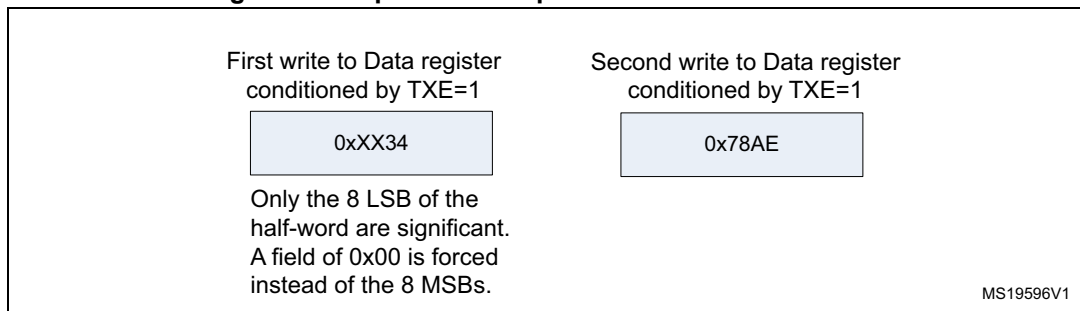 First write to Data register
conditioned by TXE=1
0xXX34
Only the 8 LSB of the
half-word are significant.
A field of 0x00 is forced
instead of the 8 MSBs.
Second write to Data register
conditioned by TXE=1
0x78AE
MS19596V1